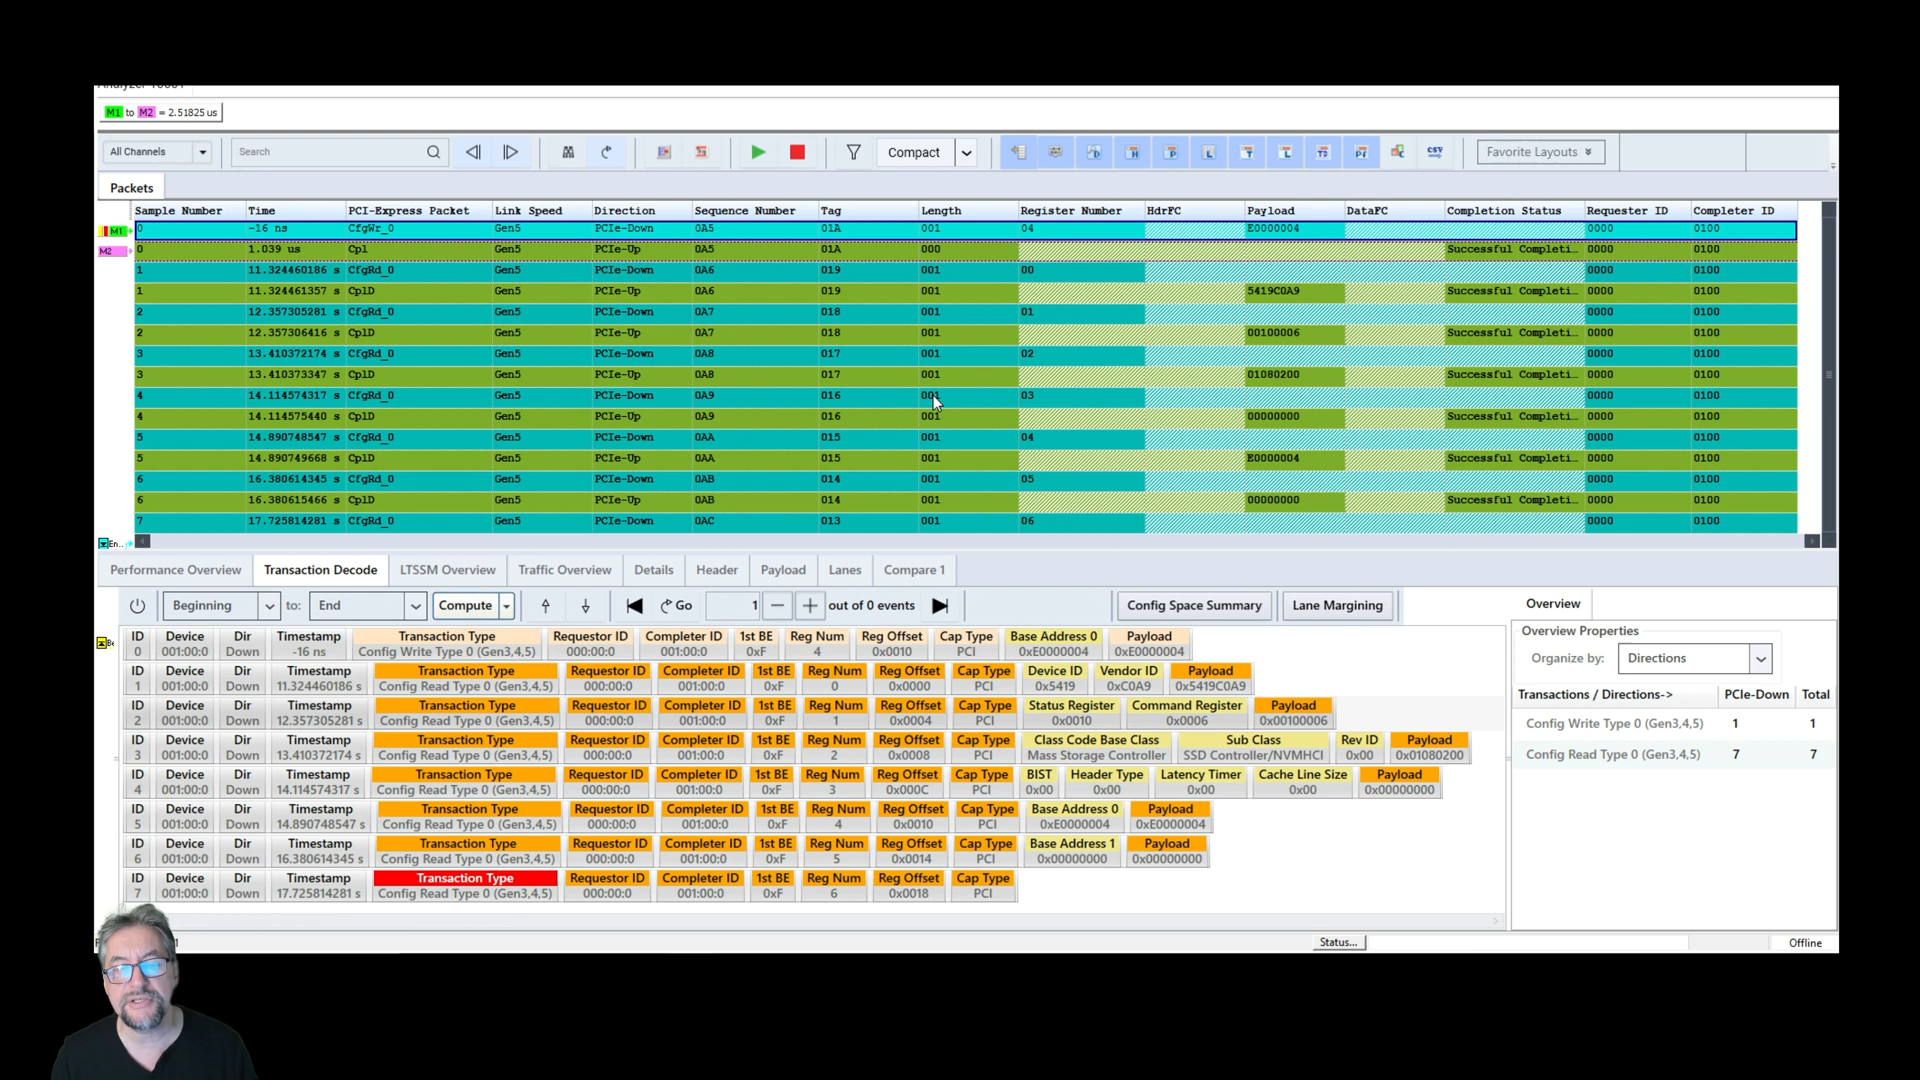 M1 to M2 = 2.51825 us
All Channels Search Compact CSV Favorite Layouts
Packets
Sample Number Time PCI-Express Packet Link Speed Direction Sequence Number Tag Length Register Number HdrFC Payload DataFC Completion Status Requester ID Completer ID
M1 0 -16 ns CfgWr_0 Gen5 PCIe-Down 0A5 01A 001 04 E0000004 0000 0100
M2 0 1.039 us Cpl Gen5 PCIe-Up 0A5 01A 000 Successful Completi… 0000 0100
1 11.324460186 s CfgRd_0 Gen5 PCIe-Down 0A6 019 001 00 0000 0100
1 11.324461357 s CplD Gen5 PCIe-Up 0A6 019 001 5419C0A9 Successful Completi… 0000 0100
2 12.357305281 s CfgRd_0 Gen5 PCIe-Down 0A7 018 001 01 0000 0100
2 12.357306416 s CplD Gen5 PCIe-Up 0A7 018 001 00100006 Successful Completi… 0000 0100
3 13.410372174 s CfgRd_0 Gen5 PCIe-Down 0A8 017 001 02 0000 0100
3 13.410373347 s CplD Gen5 PCIe-Up 0A8 017 001 01080200 Successful Completi… 0000 0100
4 14.114574317 s CfgRd_0 Gen5 PCIe-Down 0A9 016 001 03 0000 0100
4 14.114575440 s CplD Gen5 PCIe-Up 0A9 016 001 00000000 Successful Completi… 0000 0100
5 14.890748547 s CfgRd_0 Gen5 PCIe-Down 0AA 015 001 04 0000 0100
5 14.890749668 s CplD Gen5 PCIe-Up 0AA 015 001 E0000004 Successful Completi… 0000 0100
6 16.380614345 s CfgRd_0 Gen5 PCIe-Down 0AB 014 001 05 0000 0100
6 16.380615466 s CplD Gen5 PCIe-Up 0AB 014 001 00000000 Successful Completi… 0000 0100
7 17.725814281 s CfgRd_0 Gen5 PCIe-Down 0AC 013 001 06 0000 0100
En..
Performance Overview Transaction Decode LTSSM Overview Traffic Overview Details Header Payload Lanes Compare 1
Beginning to: End Compute Go 1 out of 0 events Config Space Summary Lane Margining Overview
ID Device Dir Timestamp Transaction Type Requestor ID Completer ID 1st BE Reg Num Reg Offset Cap Type Base Address 0 Payload
0 001:00:0 Down -16 ns Config Write Type 0 (Gen3,4,5) 000:00:0 001:00:0 0xF 4 0x0010 PCI 0xE0000004 0xE0000004
ID Device Dir Timestamp Transaction Type Requestor ID Completer ID 1st BE Reg Num Reg Offset Cap Type Device ID Vendor ID Payload
1 001:00:0 Down 11.324460186 s Config Read Type 0 (Gen3,4,5) 000:00:0 001:00:0 0xF 0 0x0000 PCI 0x5419 0xC0A9 0x5419C0A9
ID Device Dir Timestamp Transaction Type Requestor ID Completer ID 1st BE Reg Num Reg Offset Cap Type Status Register Command Register Payload
2 001:00:0 Down 12.357305281 s Config Read Type 0 (Gen3,4,5) 000:00:0 001:00:0 0xF 1 0x0004 PCI 0x0010 0x0006 0x00100006
ID Device Dir Timestamp Transaction Type Requestor ID Completer ID 1st BE Reg Num Reg Offset Cap Type Class Code Base Class Sub Class Rev ID Payload
3 001:00:0 Down 13.410372174 s Config Read Type 0 (Gen3,4,5) 000:00:0 001:00:0 0xF 2 0x0008 PCI Mass Storage Controller SSD Controller/NVMHCI 0x00 0x01080200
ID Device Dir Timestamp Transaction Type Requestor ID Completer ID 1st BE Reg Num Reg Offset Cap Type BIST Header Type Latency Timer Cache Line Size Payload
4 001:00:0 Down 14.114574317 s Config Read Type 0 (Gen3,4,5) 000:00:0 001:00:0 0xF 3 0x000C PCI 0x00 0x00 0x00 0x00 0x00000000
ID Device Dir Timestamp Transaction Type Requestor ID Completer ID 1st BE Reg Num Reg Offset Cap Type Base Address 0 Payload
5 001:00:0 Down 14.890748547 s Config Read Type 0 (Gen3,4,5) 000:00:0 001:00:0 0xF 4 0x0010 PCI 0xE0000004 0xE0000004
ID Device Dir Timestamp Transaction Type Requestor ID Completer ID 1st BE Reg Num Reg Offset Cap Type Base Address 1 Payload
6 001:00:0 Down 16.380614345 s Config Read Type 0 (Gen3,4,5) 000:00:0 001:00:0 0xF 5 0x0014 PCI 0x00000000 0x00000000
ID Device Dir Timestamp Transaction Type Requestor ID Completer ID 1st BE Reg Num Reg Offset Cap Type
7 001:00:0 Down 17.725814281 s Config Read Type 0 (Gen3,4,5) 000:00:0 001:00:0 0xF 6 0x0018 PCI
Overview Properties
Organize by: Directions
Transactions / Directions-> PCIe-Down Total
Config Write Type 0 (Gen3,4,5) 1 1
Config Read Type 0 (Gen3,4,5) 7 7
Status... Offline